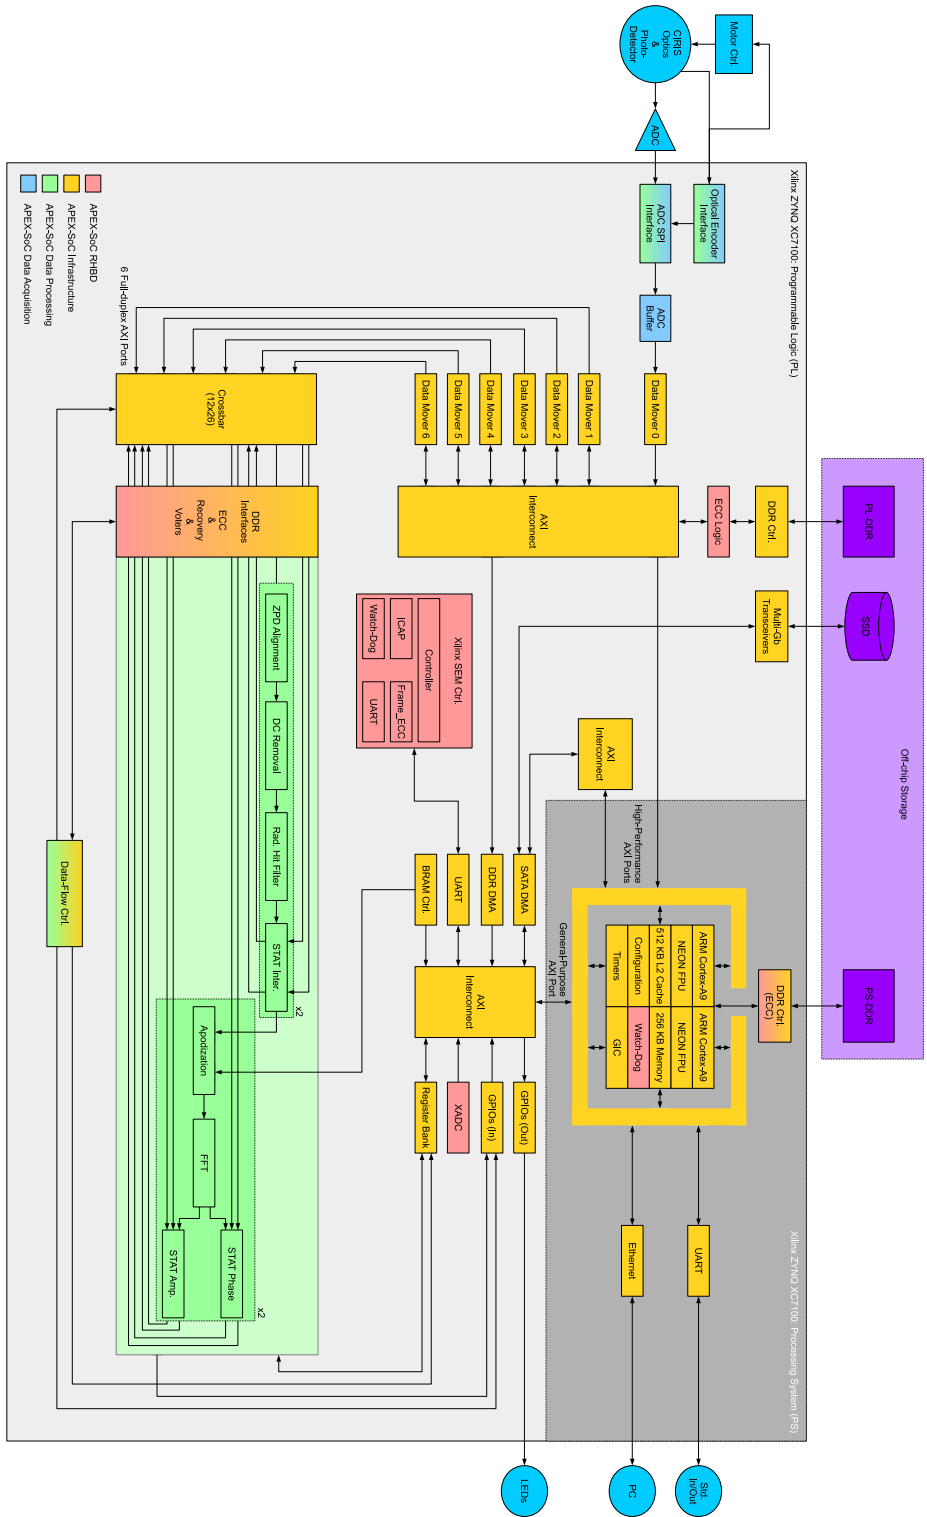 CIRIS
Optics
&
Photo-
Detector
Motor Ctrl.
ADC
Xilinx ZYNQ XC7100: Programmable Logic (PL)
Optical Encoder
Interface
ADC SPI
Interface
ADC
Buffer
APEX-SoC RHBD
APEX-SoC Infrastructure
APEX-SoC Data Processing
APEX-SoC Data Acquisition
6 Full-duplex AXI Ports
Crossbar
(12x26)
Data Mover 6
Data Mover 5
Data Mover 4
Data Mover 3
Data Mover 2
Data Mover 1
Data Mover 0
DDR
Interfaces
&
ECC
Recovery
&
Voters
AXI
Interconnect
ECC Logic
DDR Ctrl.
PL-DDR
Multi-Gb
Transceivers
SSD
Off-chip Storage
PS-DDR
Xilinx SEM Ctrl.
Controller
ICAP
Frame_ECC
Watch-Dog
UART
ZPD Alignment
DC Removal
Rad. Hit Filter
STAT Inter.
x2
AXI
Interconnect
High-Performance
AXI Ports
General-Purpose
AXI Port
SATA DMA
DDR DMA
UART
BRAM Ctrl.
Data-Flow Ctrl.
AXI
Interconnect
ARM Cortex-A9
ARM Cortex-A9
NEON FPU
NEON FPU
512 KB L2 Cache
256 KB Memory
Configuration
Watch-Dog
Timers
GIC
DDR Ctrl.
(ECC)
Apodization
FFT
STAT Phase
STAT Amp.
x2
GPIOs (Out)
GPIOs (In)
XADC
Register Bank
Ethernet
UART
Xilinx ZYNQ XC7100: Processing System (PS)
LEDs
PC
Std.
In/Out